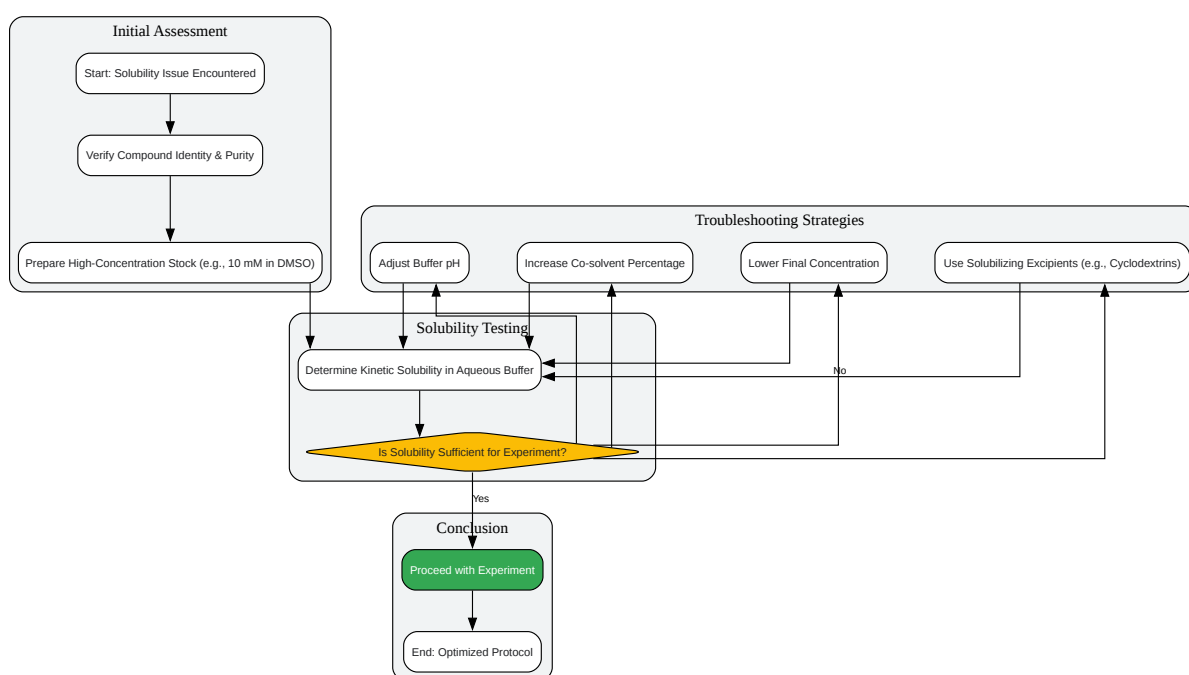 Initial Assessment
Start: Solubility Issue Encountered
Verify Compound Identity & Purity
Prepare High-Concentration Stock (e.g., 10 mM in DMSO)
Troubleshooting Strategies
Adjust Buffer pH
Increase Co-solvent Percentage
Lower Final Concentration
Use Solubilizing Excipients (e.g., Cyclodextrins)
Solubility Testing
Determine Kinetic Solubility in Aqueous Buffer
No
Is Solubility Sufficient for Experiment?
Yes
Conclusion
Proceed with Experiment
End: Optimized Protocol